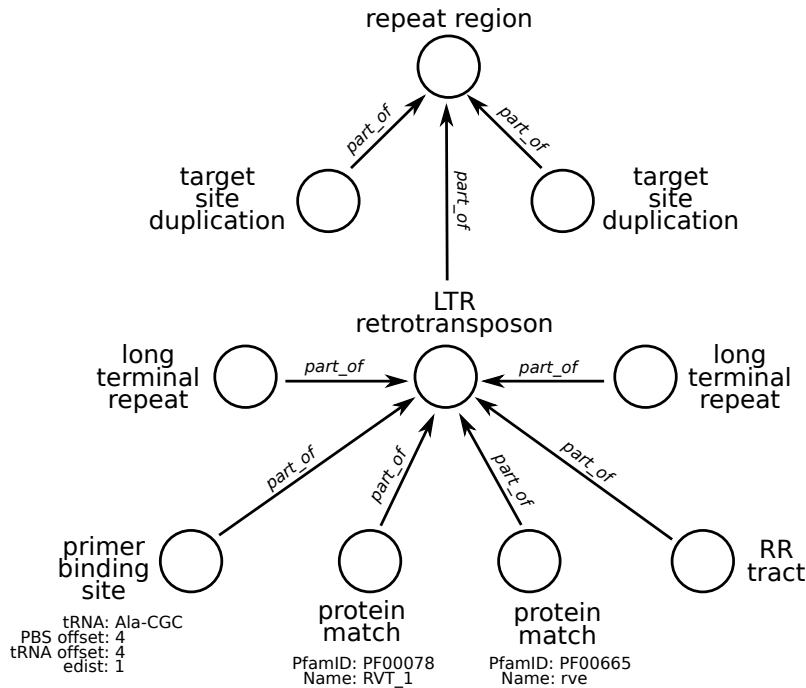 repeat region
part_of
part_of
part_of
target
site
duplication
target
site
duplication
LTR
retrotransposon
long
terminal
repeat
part_of
part_of
long
terminal
repeat
part_of
part_of
part_of
part_of
primer
binding
site
tRNA: Ala-CGC
PBS offset: 4
tRNA offset: 4
edist: 1
protein
match
PfamID: PF00078
Name: RVT_1
protein
match
PfamID: PF00665
Name: rve
RR
tract